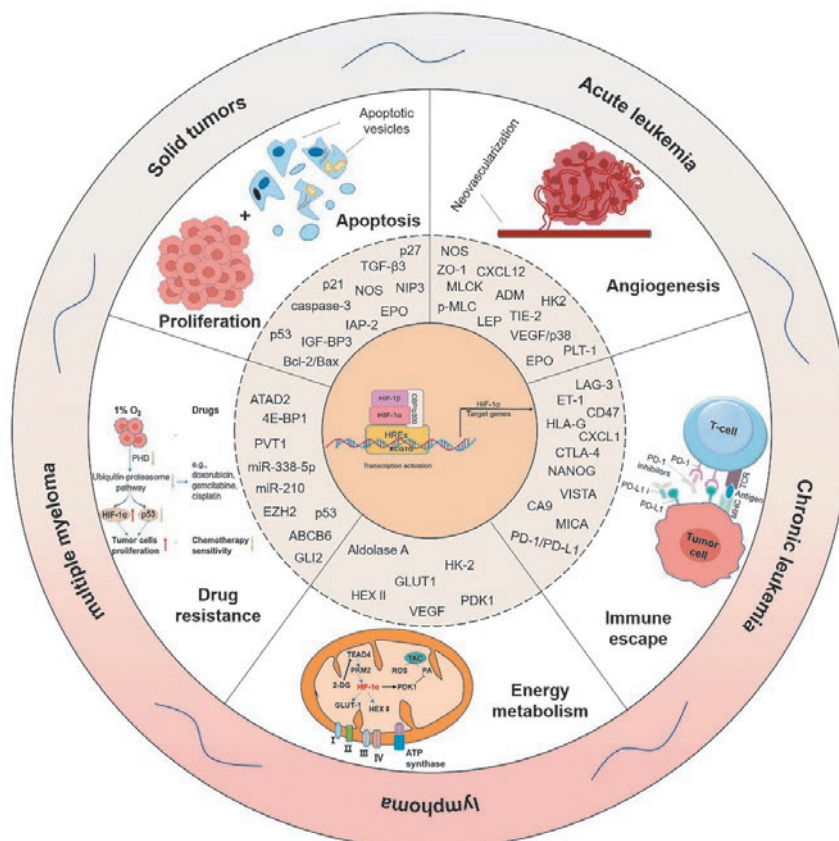 Solid tumors
Acute leukemia
Chronic leukemia
lymphoma
multiple myeloma
Apoptotic
vesicles
+
Apoptosis
Proliferation
Neovascularization
Angiogenesis
p27
TGF-β3
p21
NOS
NIP3
caspase-3
EPO
IAP-2
p53
IGF-BP3
Bcl-2/Bax
NOS
ZO-1
CXCL12
MLCK
ADM
HK2
p-MLC
TIE-2
LEP
VEGF/p38
EPO
PLT-1
LAG-3
ET-1
CD47
HLA-G
CXCL1
CTLA-4
NANOG
VISTA
CA9
MICA
PD-1/PD-L1
T-cell
PD-1
inhibitors
PD-1
TCR
Antigen
MHC
PD-L1
PD-L1
Tumor
cell
Immune
escape
HIF-1β
HIF-1α
CBP/p300
HREs
Transcription activation
HIF-1α
Target genes
ATAD2
4E-BP1
PVT1
miR-338-5p
miR-210
EZH2
p53
ABCB6
GLI2
1% O₂
Drugs
PHD
Ubiquitin-proteasome
pathway
e.g.,
doxorubicin,
gemcitabine,
cisplatin
HIF-1α
p53
Tumor cells
proliferation
Chemotherapy
sensitivity
Drug
resistance
Aldolase A
HK-2
GLUT1
HEX II
PDK1
VEGF
TEAD4
TAC
PKM2
ROS
PA
2-DG
HIF-1α
PDK1
GLUT-1
HEX II
I
II
III
IV
ATP
synthase
Energy
metabolism